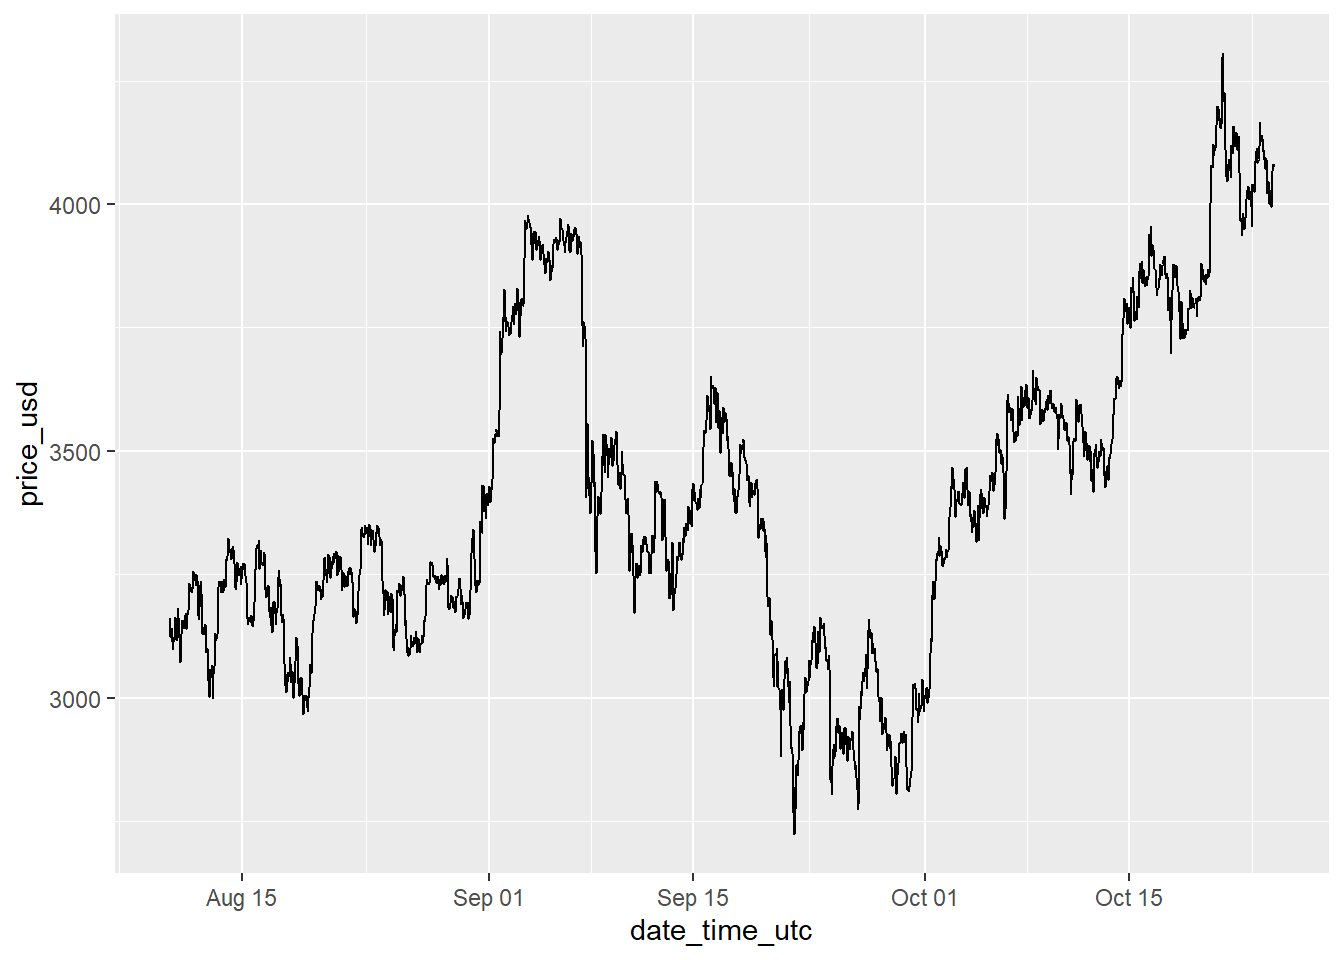 4000
3500
3000
price_usd
Aug 15
Sep 01
Sep 15
Oct 01
Oct 15
date_time_utc